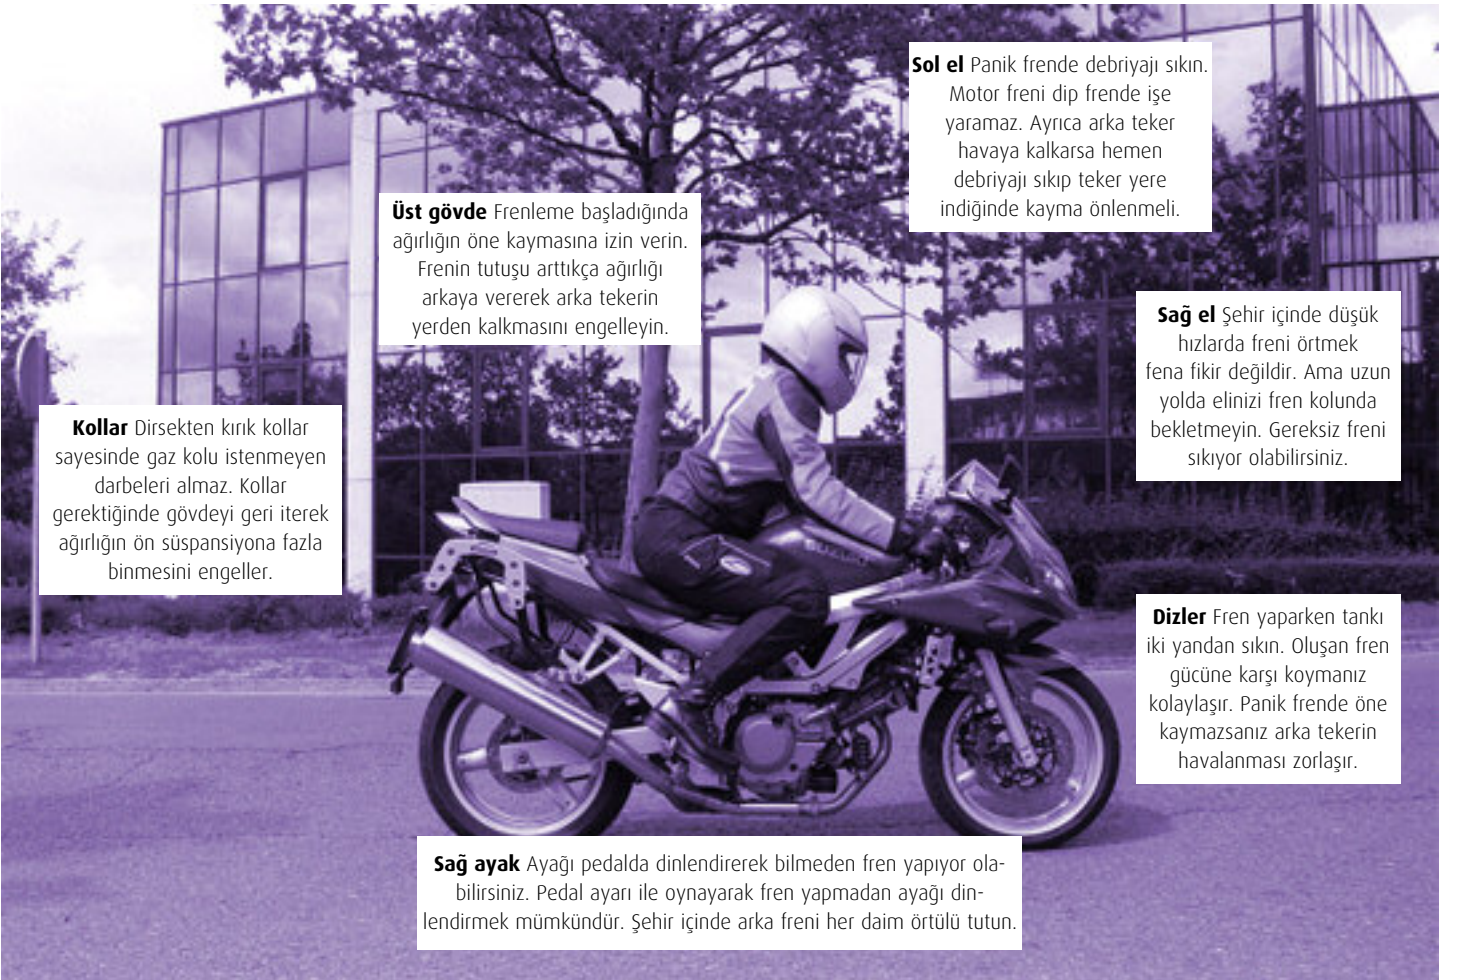 Sol el Panik frende debriyajı sıkın.
Motor freni dip frende işe
yaramaz. Ayrıca arka teker
havaya kalkarsa hemen
debriyajı sıkıp teker yere
indiğinde kayma önlenmeli.
Üst gövde Frenleme başladığında
ağırlığın öne kaymasına izin verin.
Frenin tutuşu arttıkça ağırlığı
arkaya vererek arka tekerin
yerden kalkmasını engelleyin.
Sağ el Şehir içinde düşük
hızlarda freni örtmek
fena fikir değildir. Ama uzun
yolda elinizi fren kolunda
bekletmeyin. Gereksiz freni
sıkıyor olabilirsiniz.
Kollar Dirsekten kırık kollar
sayesinde gaz kolu istenmeyen
darbeleri almaz. Kollar
gerektiğinde gövdeyi geri iterek
ağırlığın ön süspansiyona fazla
binmesini engeller.
SUZUKI
Dizler Fren yaparken tankı
iki yandan sıkın. Oluşan fren
gücüne karşı koymanız
kolaylaşır. Panik frende öne
kaymazsanız arka tekerin
havalanması zorlaşır.
Sağ ayak Ayağı pedalda dinlendirerek bilmeden fren yapıyor ola-
bilirsiniz. Pedal ayarı ile oynayarak fren yapmadan ayağı din-
lendirmek mümkündür. Şehir içinde arka freni her daim örtülü tutun.